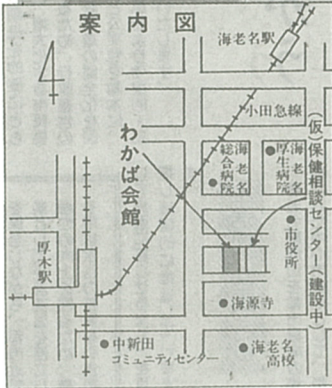 案内図
海老名駅
小田急線
(仮)保健相談センター(建設中)
わかば会館
海老名
総合病院
海老名
厚生病院
市役所
厚木駅
海源寺
中新田
コミュニティセンター
海老名
高校